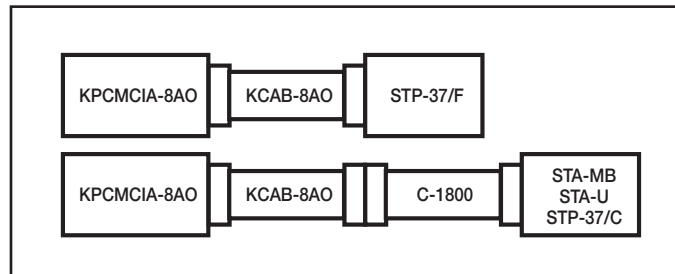 KPCMCIA-8AO KCAB-8AO STP-37/F
KPCMCIA-8AO KCAB-8AO C-1800 STA-MB
STA-U
STP-37/C